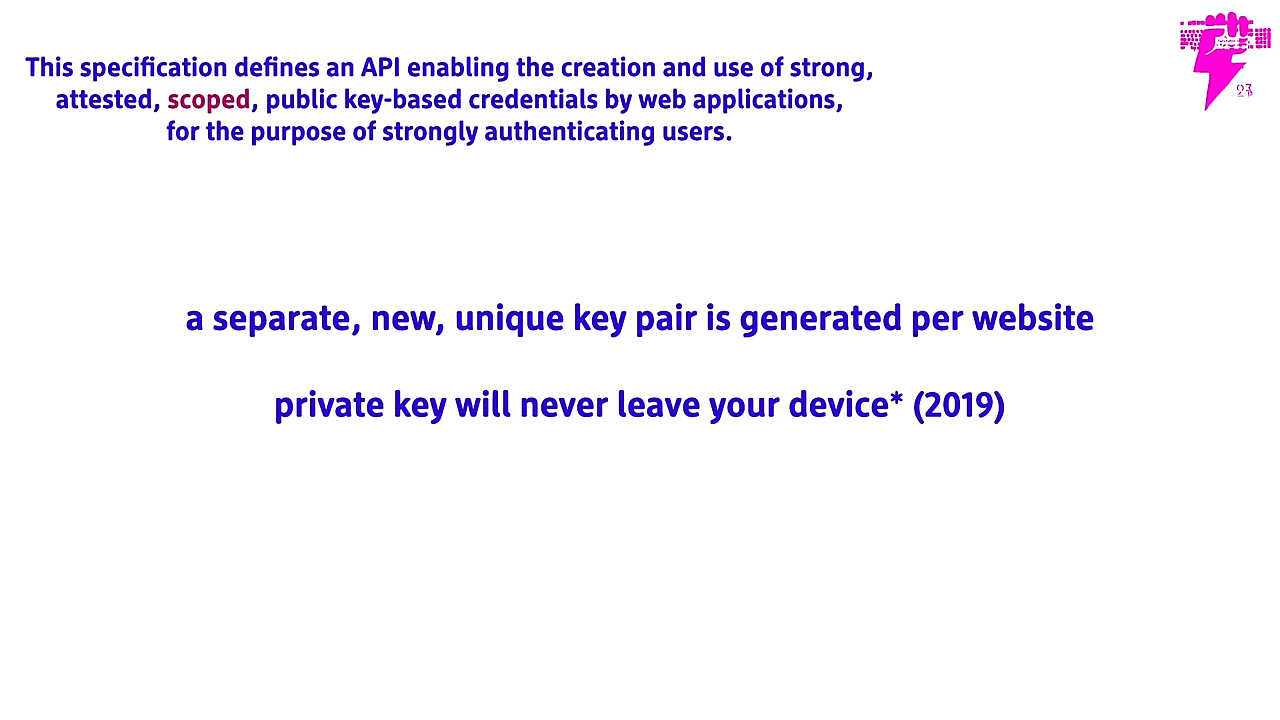 This specification defines an API enabling the creation and use of strong,
attested, scoped, public key-based credentials by web applications,
for the purpose of strongly authenticating users.
a separate, new, unique key pair is generated per website
private key will never leave your device* (2019)